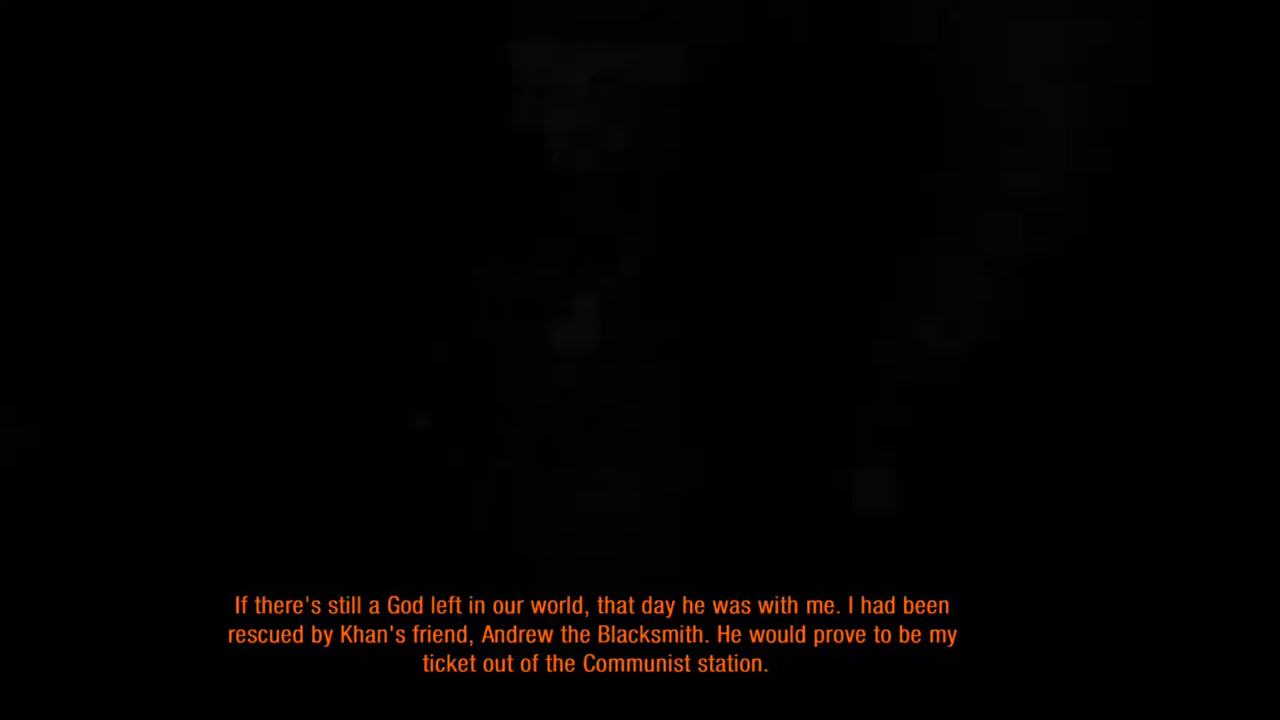 If there's still a God left in our world, that day he was with me. I had been
rescued by Khan's friend, Andrew the Blacksmith. He would prove to be my
ticket out of the Communist station.